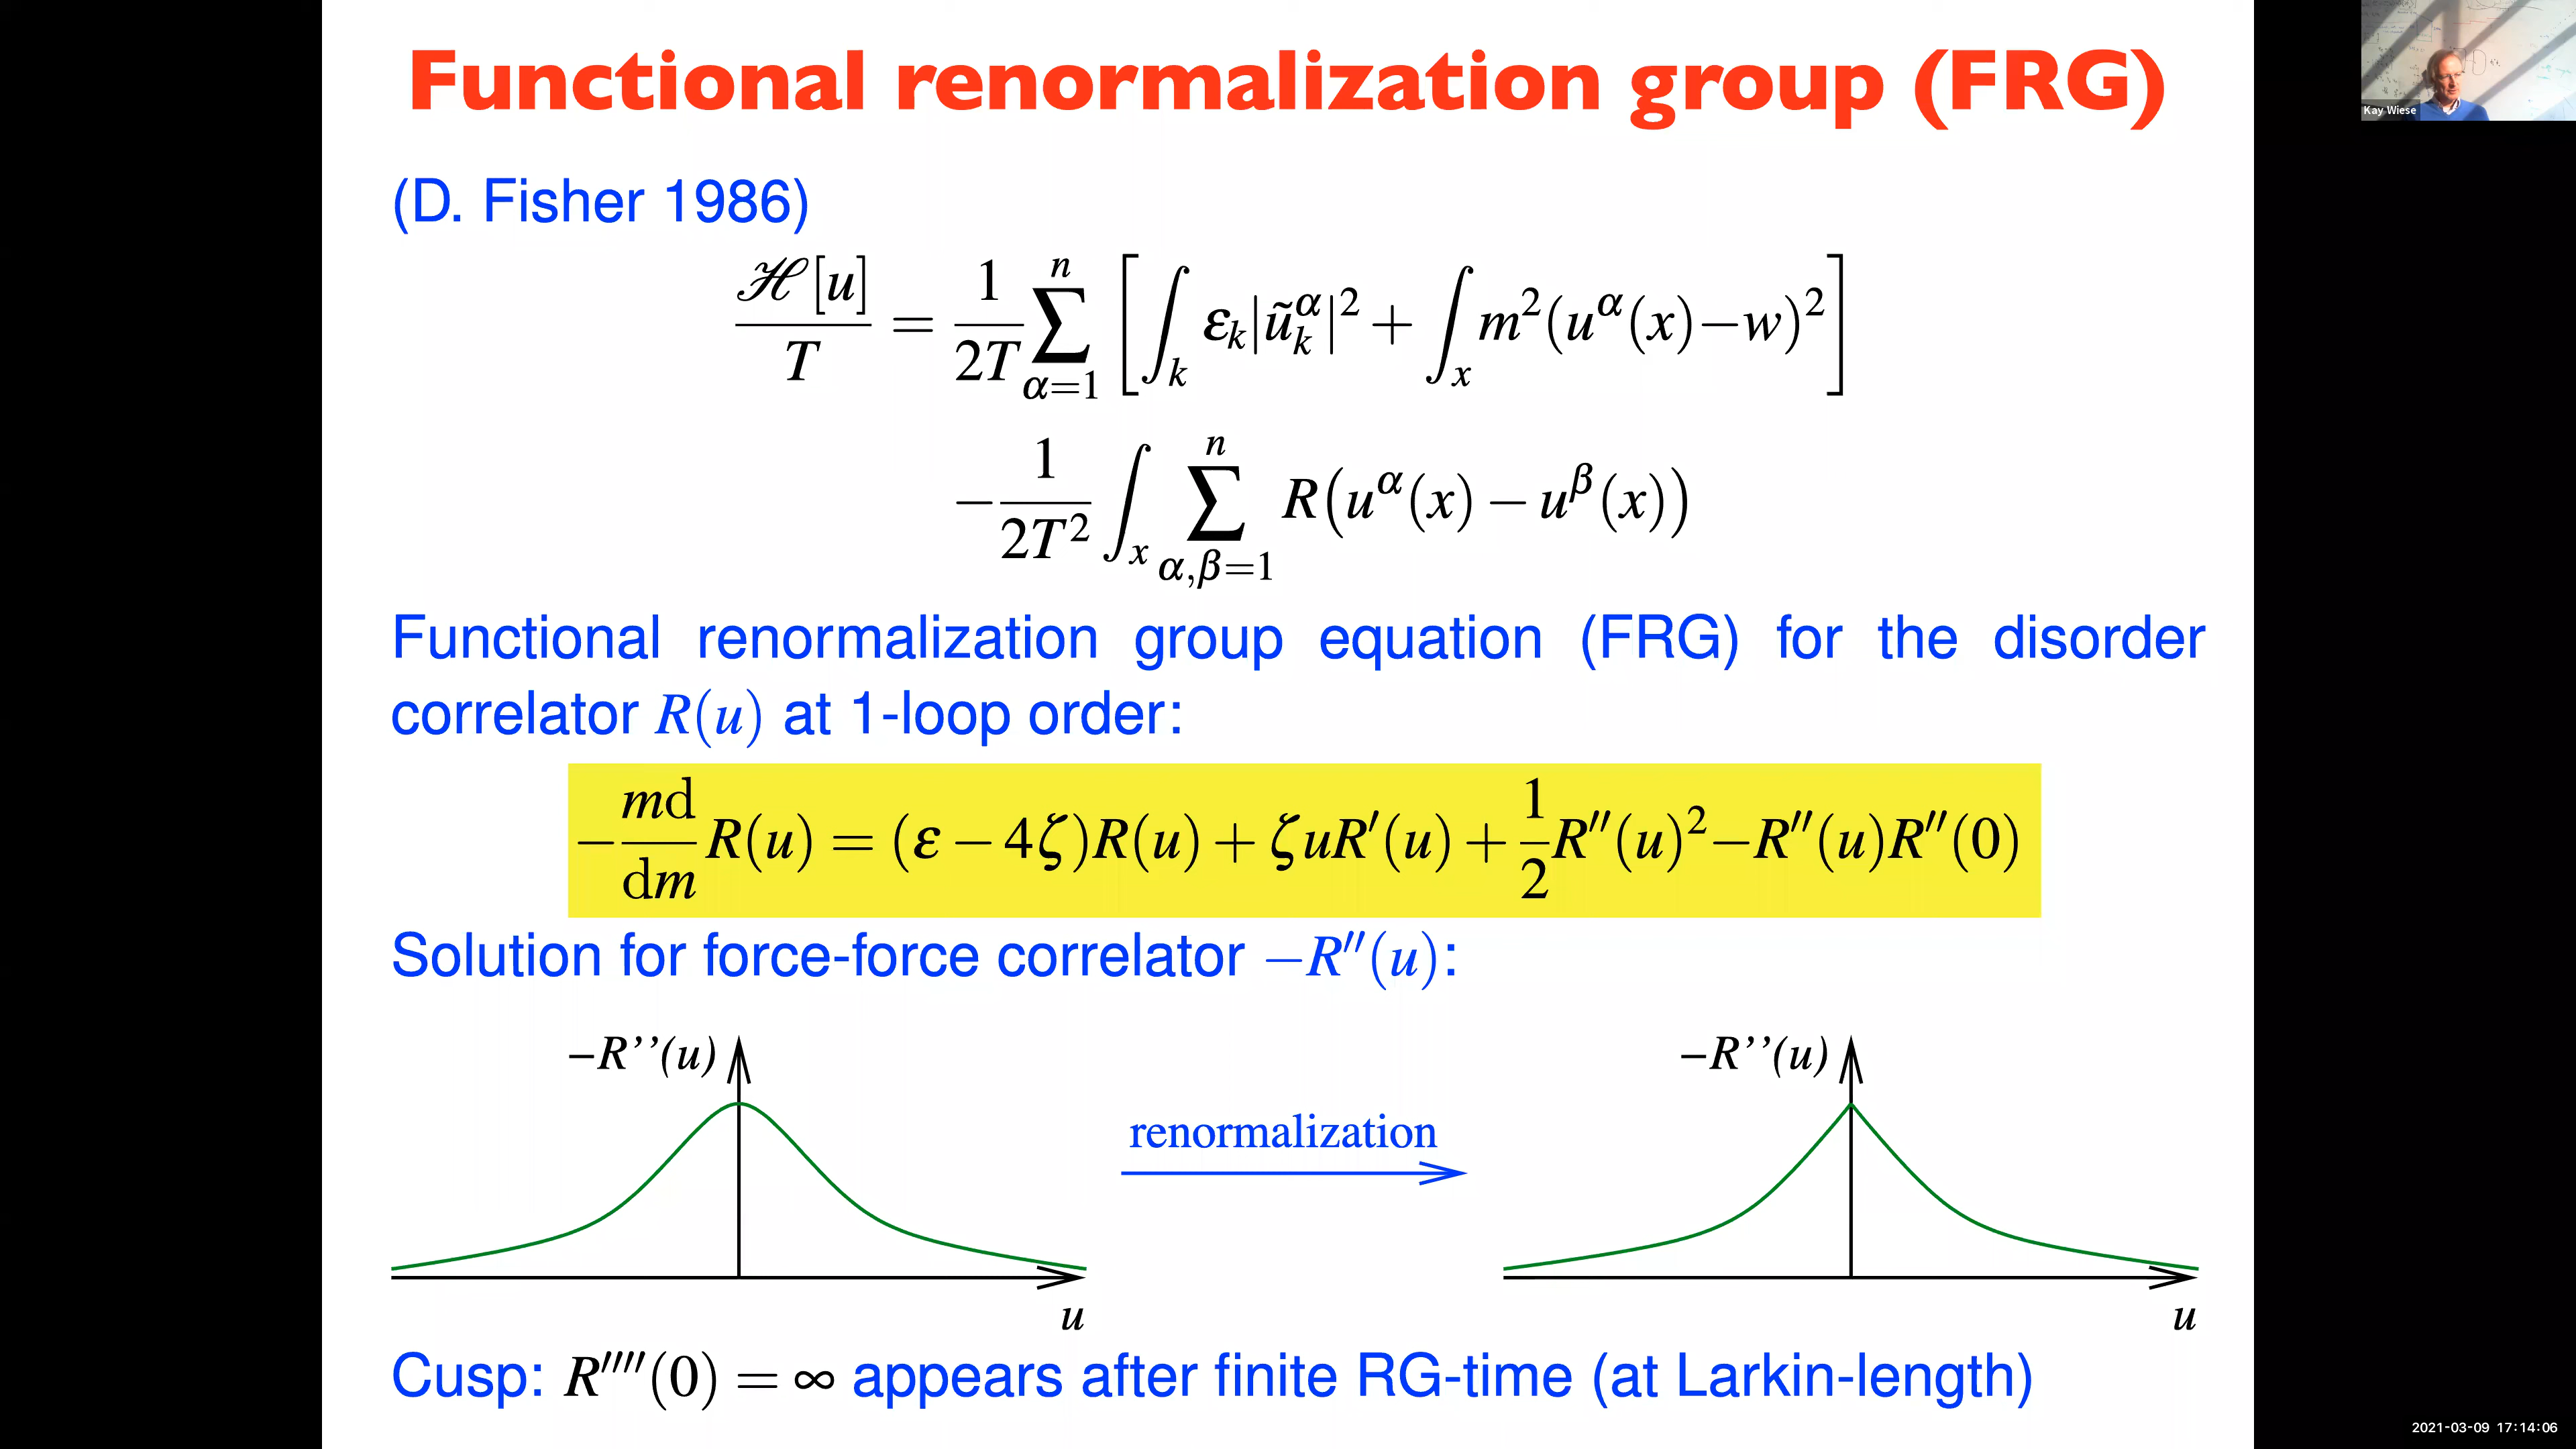 Functional renormalization group (FRG)
Kay Wiese
(D. Fisher 1986)
ℋ[u]/T = 1/2T ∑_{α=1}^{n} [ ∫_k ε_k|ũ_k^α|² + ∫_x m²(u^α(x)−w)² ]
− 1/2T² ∫_x ∑_{α,β=1}^{n} R(u^α(x) − u^β(x))
Functional renormalization group equation (FRG) for the disorder
correlator R(u) at 1-loop order:
− md/dm R(u) = (ε − 4ζ)R(u) + ζuR′(u) + 1/2 R″(u)² − R″(u)R″(0)
Solution for force-force correlator −R″(u):
−R’’(u)
−R’’(u)
renormalization
u
u
Cusp: R′′′′(0) = ∞ appears after finite RG-time (at Larkin-length)
2021-03-09 17:14:06